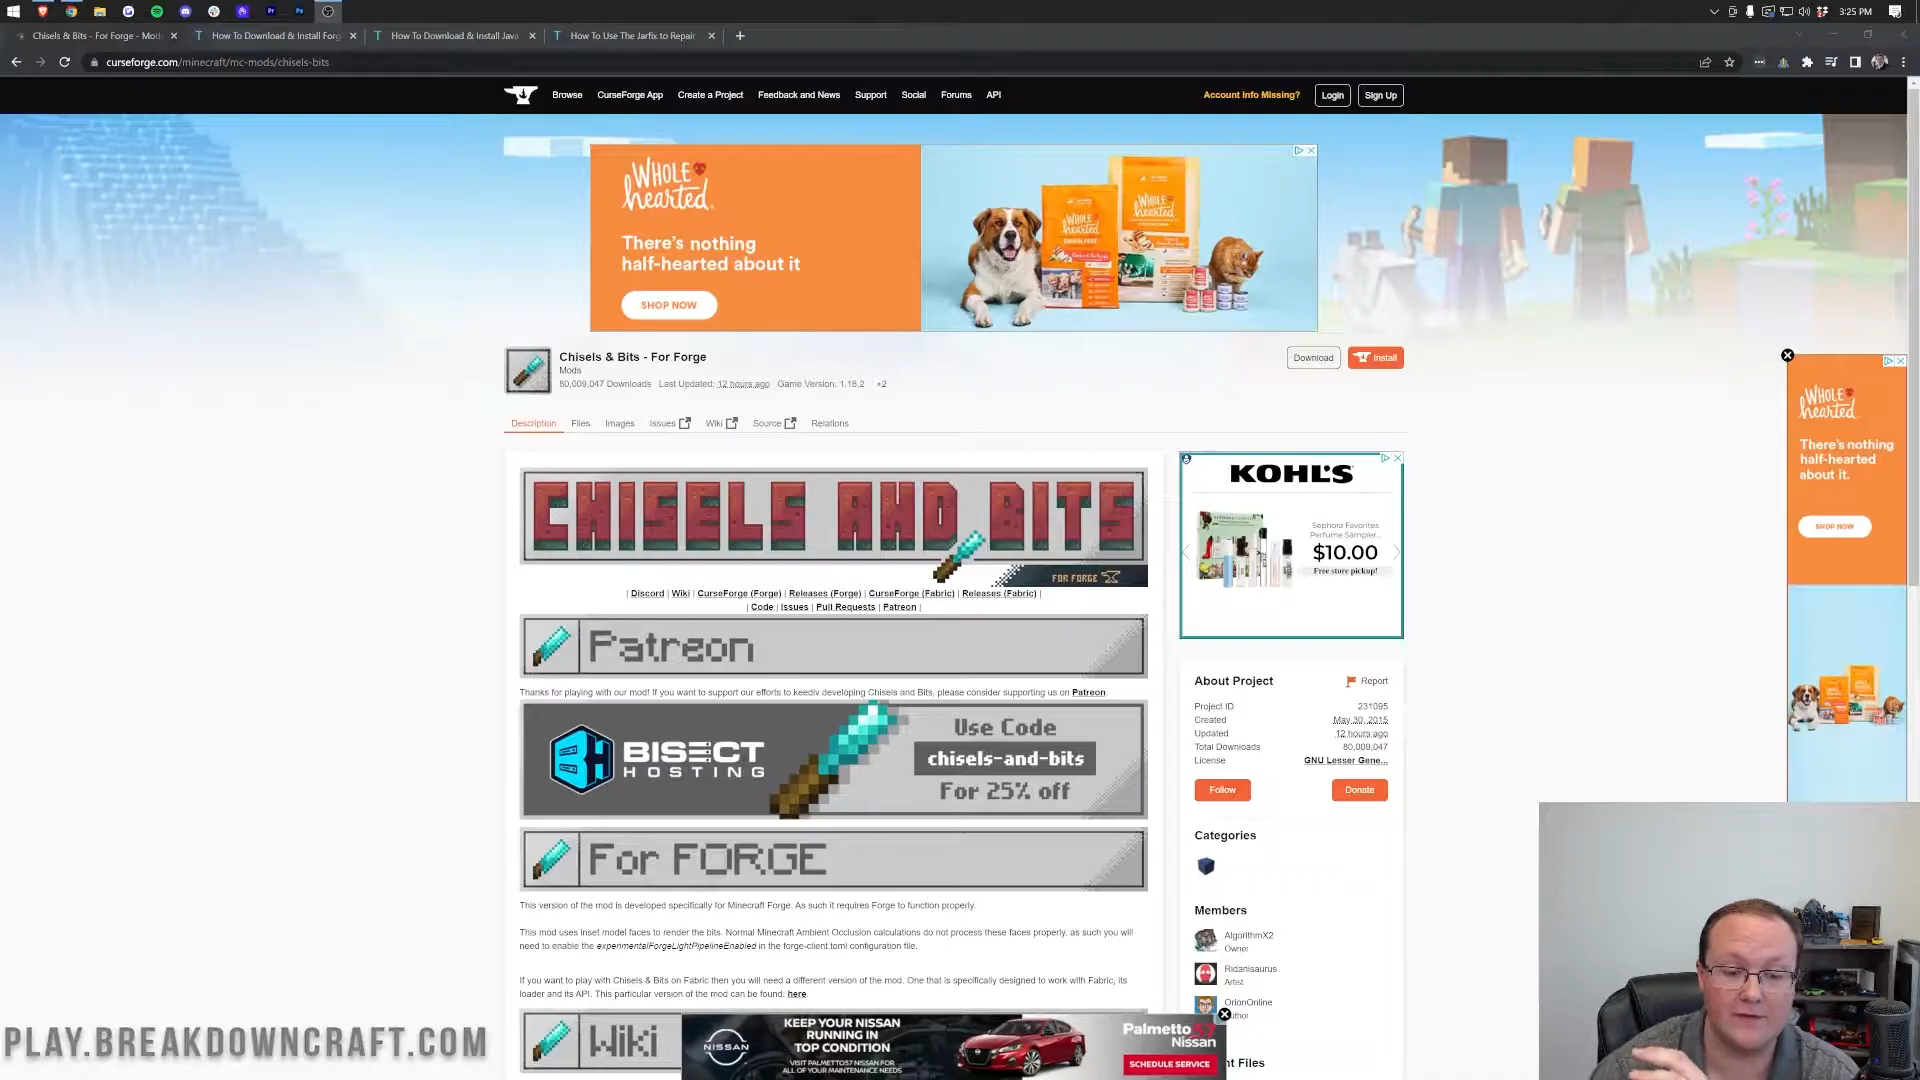 3:25 PM
Chisels & Bits - For Forge - Mod
How To Download & Install Forg
How To Download & Install Java
How To Use The Jarfix to Repair
curseforge.com/minecraft/mc-mods/chisels-bits
Browse CurseForge App Create a Project Feedback and News Support Social Forums API
Account Info Missing? Login Sign Up
WHOLE hearted.
There's nothing
half-hearted about it
SHOP NOW
Chisels & Bits - For Forge
Mods
80,009,047 Downloads Last Updated: 12 hours ago Game Version: 1.18.2 +2
Download Install
Description Files Images Issues Wiki Source Relations
CHISELS AND BITS
FOR FORGE
| Discord | Wiki | CurseForge (Forge) | Releases (Forge) | CurseForge (Fabric) | Releases (Fabric) |
| Code | Issues | Pull Requests | Patreon |
Patreon
Thanks for playing with our mod! If you want to support our efforts to keediv developing Chisels and Bits, please consider supporting us on Patreon
BISECT
HOSTING
Use Code
chisels-and-bits
For 25% off
For FORGE
This version of the mod is developed specifically for Minecraft Forge. As such it requires Forge to function properly.
This mod uses inset model faces to render the bits. Normal Minecraft Ambient Occlusion calculations do not process these faces properly, as such you will
need to enable the experimentalForgeLightPipelineEnabled in the forge-client.toml configuration file.
If you want to play with Chisels & Bits on Fabric then you will need a different version of the mod. One that is specifically designed to work with Fabric, its
loader and its API. This particular version of the mod can be found: here.
Wiki
KOHL'S
Sephora Favorites
Perfume Sampler...
$10.00
Free store pickup!
About Project
Report
Project ID 231095
Created May 30, 2015
Updated 12 hours ago
Total Downloads 80,009,047
License GNU Lesser Gene...
Follow Donate
Categories
Members
AlgorithmX2
Owner
Ridanisaurus
Artist
OrionOnline
uthor
nt Files
WHOLE hearted
There's nothing
half-hearted
about it.
SHOP NOW
NISSAN
KEEP YOUR NISSAN
RUNNING IN
TOP CONDITION
VISIT PALMETTO57 NISSAN FOR
ALL OF YOUR MAINTENANCE NEEDS
Palmetto57
Nissan
SCHEDULE SERVICE
PLAY.BREAKDOWNCRAFT.COM